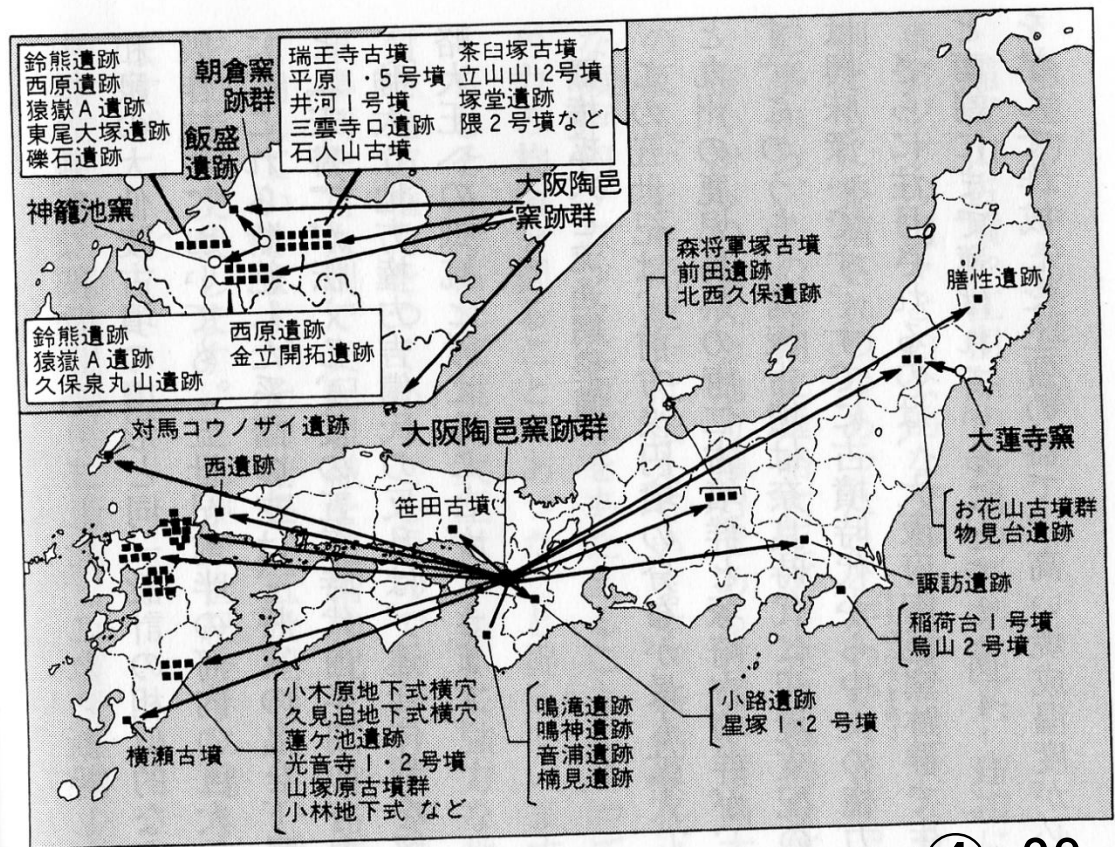 鈴熊遺跡
西原遺跡
猿嶽A遺跡
東尾大塚遺跡
礫石遺跡
朝倉窯
跡群
飯盛
遺跡
瑞王寺古墳
平原1・5号墳
井河1号墳
三雲寺口遺跡
石人山古墳
茶臼塚古墳
立山山12号墳
塚堂遺跡
隈2号墳など
神籠池窯
大阪陶邑
窯跡群
鈴熊遺跡
猿嶽A遺跡
久保泉丸山遺跡
西原遺跡
金立開拓遺跡
森将軍塚古墳
前田遺跡
北西久保遺跡
膳性遺跡
対馬コウノザイ遺跡
大阪陶邑窯跡群
西遺跡
笹田古墳
大蓮寺窯
お花山古墳群
物見台遺跡
諏訪遺跡
稲荷台1号墳
烏山2号墳
小路遺跡
星塚1・2号墳
鳴滝遺跡
鳴神遺跡
音浦遺跡
楠見遺跡
小木原地下式横穴
久見迫地下式横穴
蓮ケ池遺跡
光音寺1・2号墳
山塚原古墳群
小林地下式 など
横瀬古墳